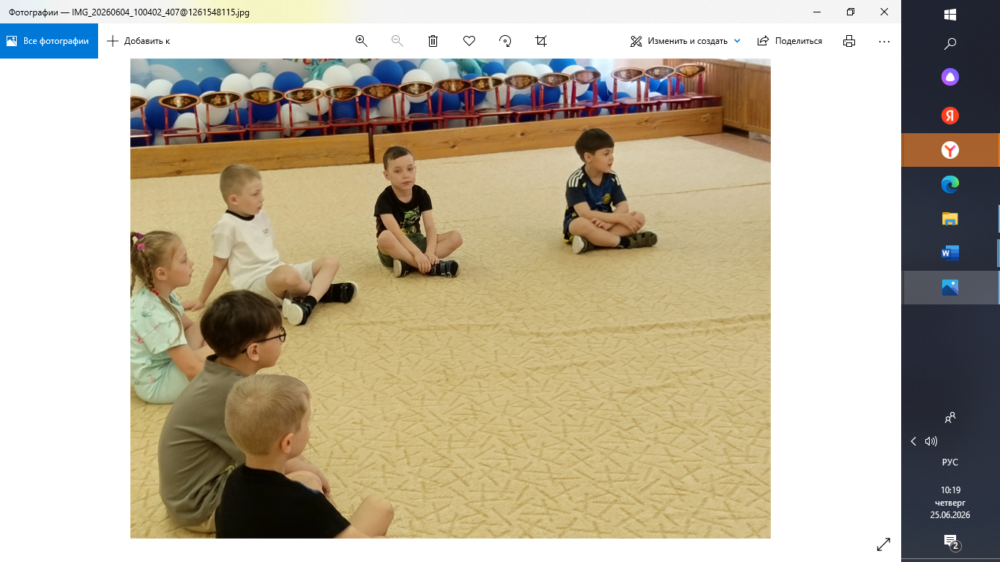 Фотографии — IMG_20260604_100402_407@1261548115.jpg
Все фотографии
Добавить к
Изменить и создать
Поделиться
Я
Y
W
РУС
10:19
четверг
25.06.2026
2